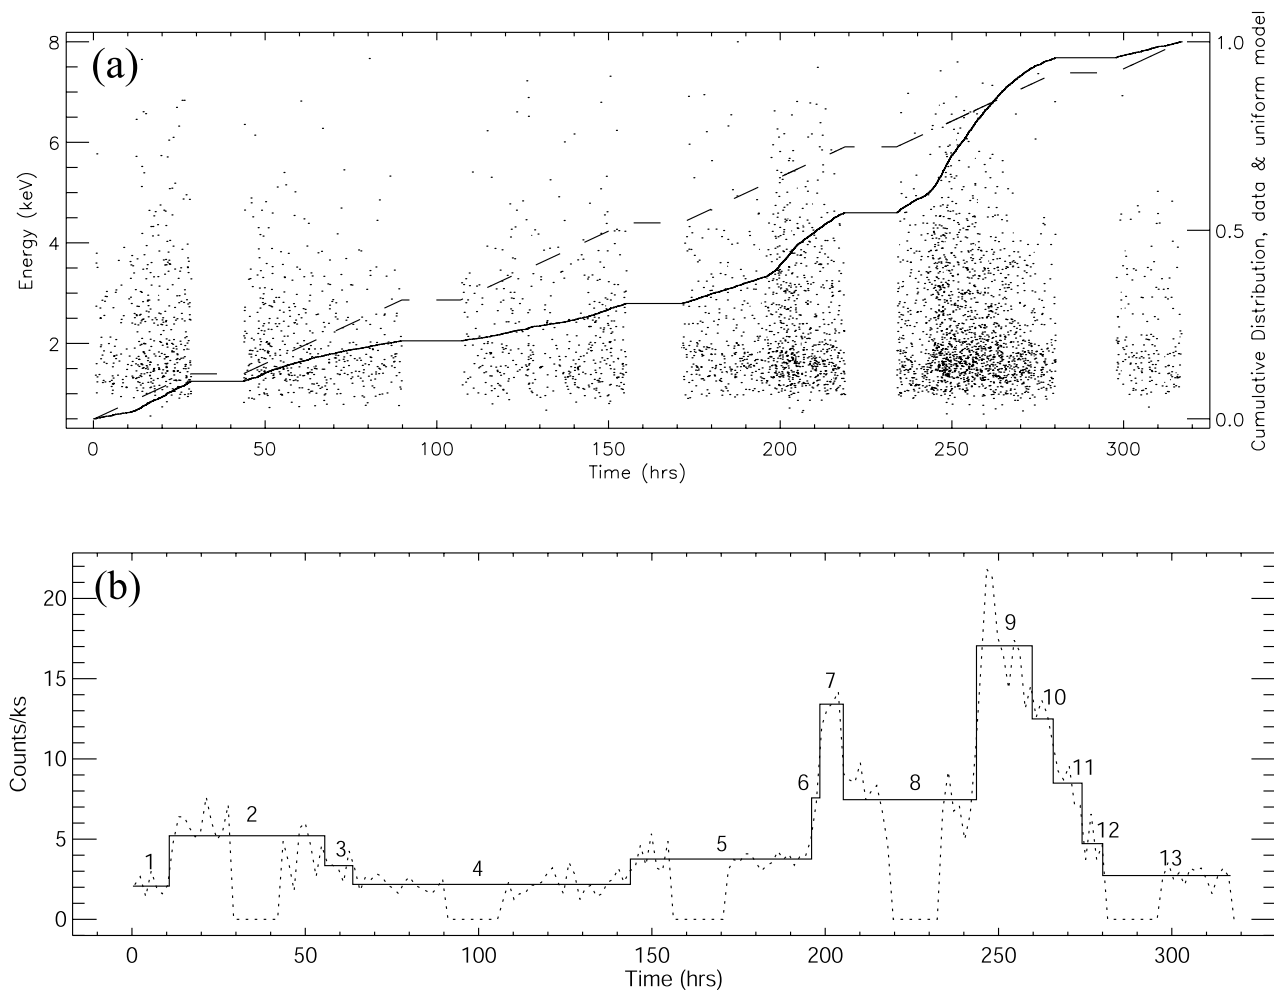 (a)
8
6
4
2
Energy (keV)
1.0
0.5
0.0
Cumulative Distribution, data & uniform model
0 50 100 150 200 250 300
Time (hrs)
(b)
20
15
10
5
0
Counts/ks
1 2 3 4 5 6 7 8 9 10 11 12 13
0 50 100 150 200 250 300
Time (hrs)